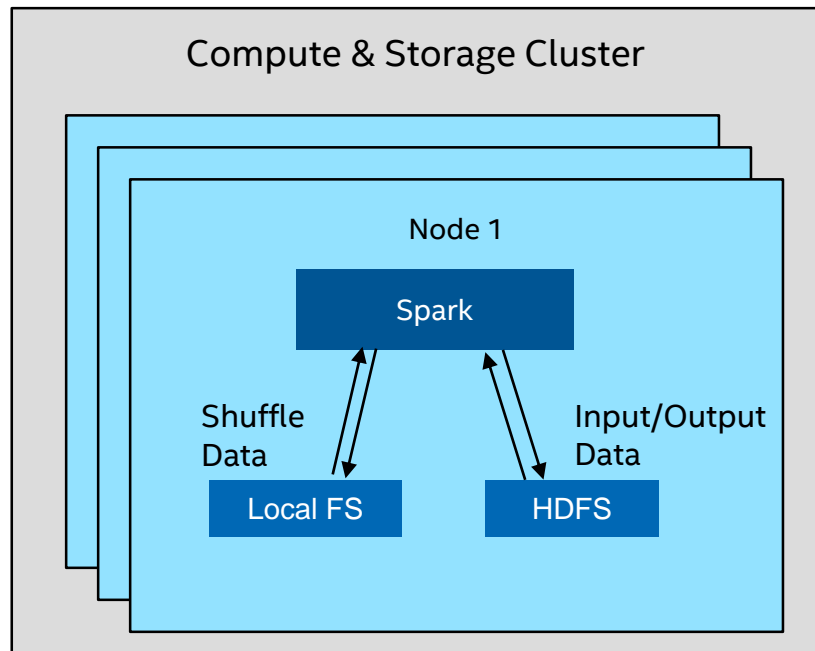 Compute & Storage Cluster
Node 1
Spark
Shuffle
Data
Input/Output
Data
Local FS
HDFS